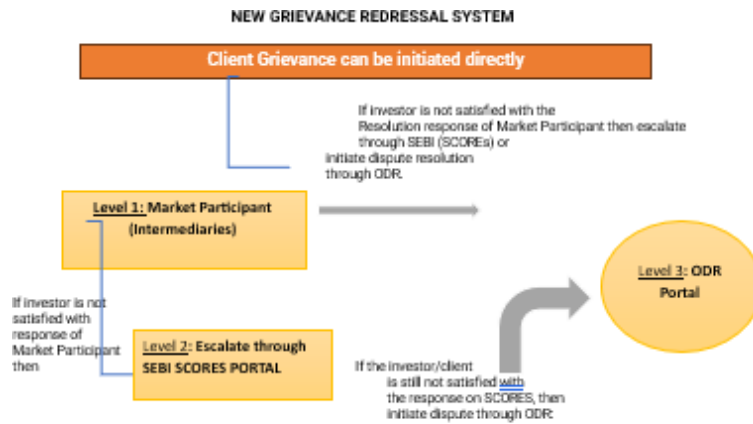 NEW GRIEVANCE REDRESSAL SYSTEM
Client Grievance can be initiated directly
If investor is not satisfied with the
Resolution response of Market Participant then escalate
through SEBI (SCOREs) or
initiate dispute resolution
through ODR.
Level 1: Market Participant
(Intermediaries)
Level 3: ODR
Portal
If investor is not
satisfied with
response of
Market Participant
then
Level 2: Escalate through
SEBI SCORES PORTAL
If the investor/client
is still not satisfied with
the response on SCORES, then
initiate dispute through ODR: